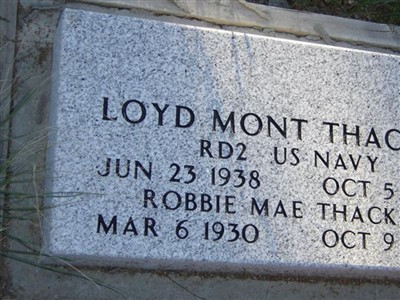 LOYD MONT THAC
RD2 US NAVY
JUN 23 1938 OCT 5
ROBBIE MAE THACK
MAR 6 1930 OCT 9